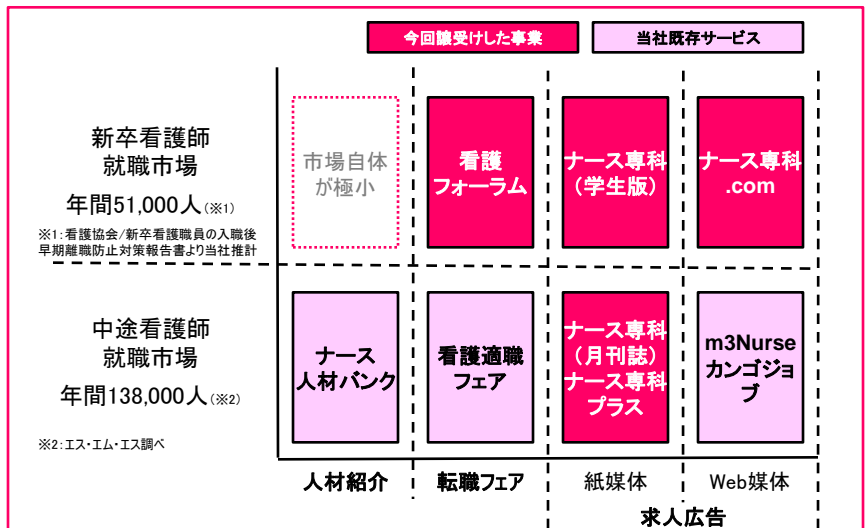 今回譲受けした事業
当社既存サービス
新卒看護師
就職市場
年間51,000人(※1)
※1:看護協会/新卒看護職員の入職後
早期離職防止対策報告書より当社推計
市場自体
が極小
看護
フォーラム
ナース専科
(学生版)
ナース専科
.com
中途看護師
就職市場
年間138,000人(※2)
※2:エス・エム・エス調べ
ナース
人材バンク
看護適職
フェア
ナース専科
(月刊誌)
ナース専科
プラス
m3Nurse
カンゴジョ
ブ
人材紹介
転職フェア
紙媒体
Web媒体
求人広告